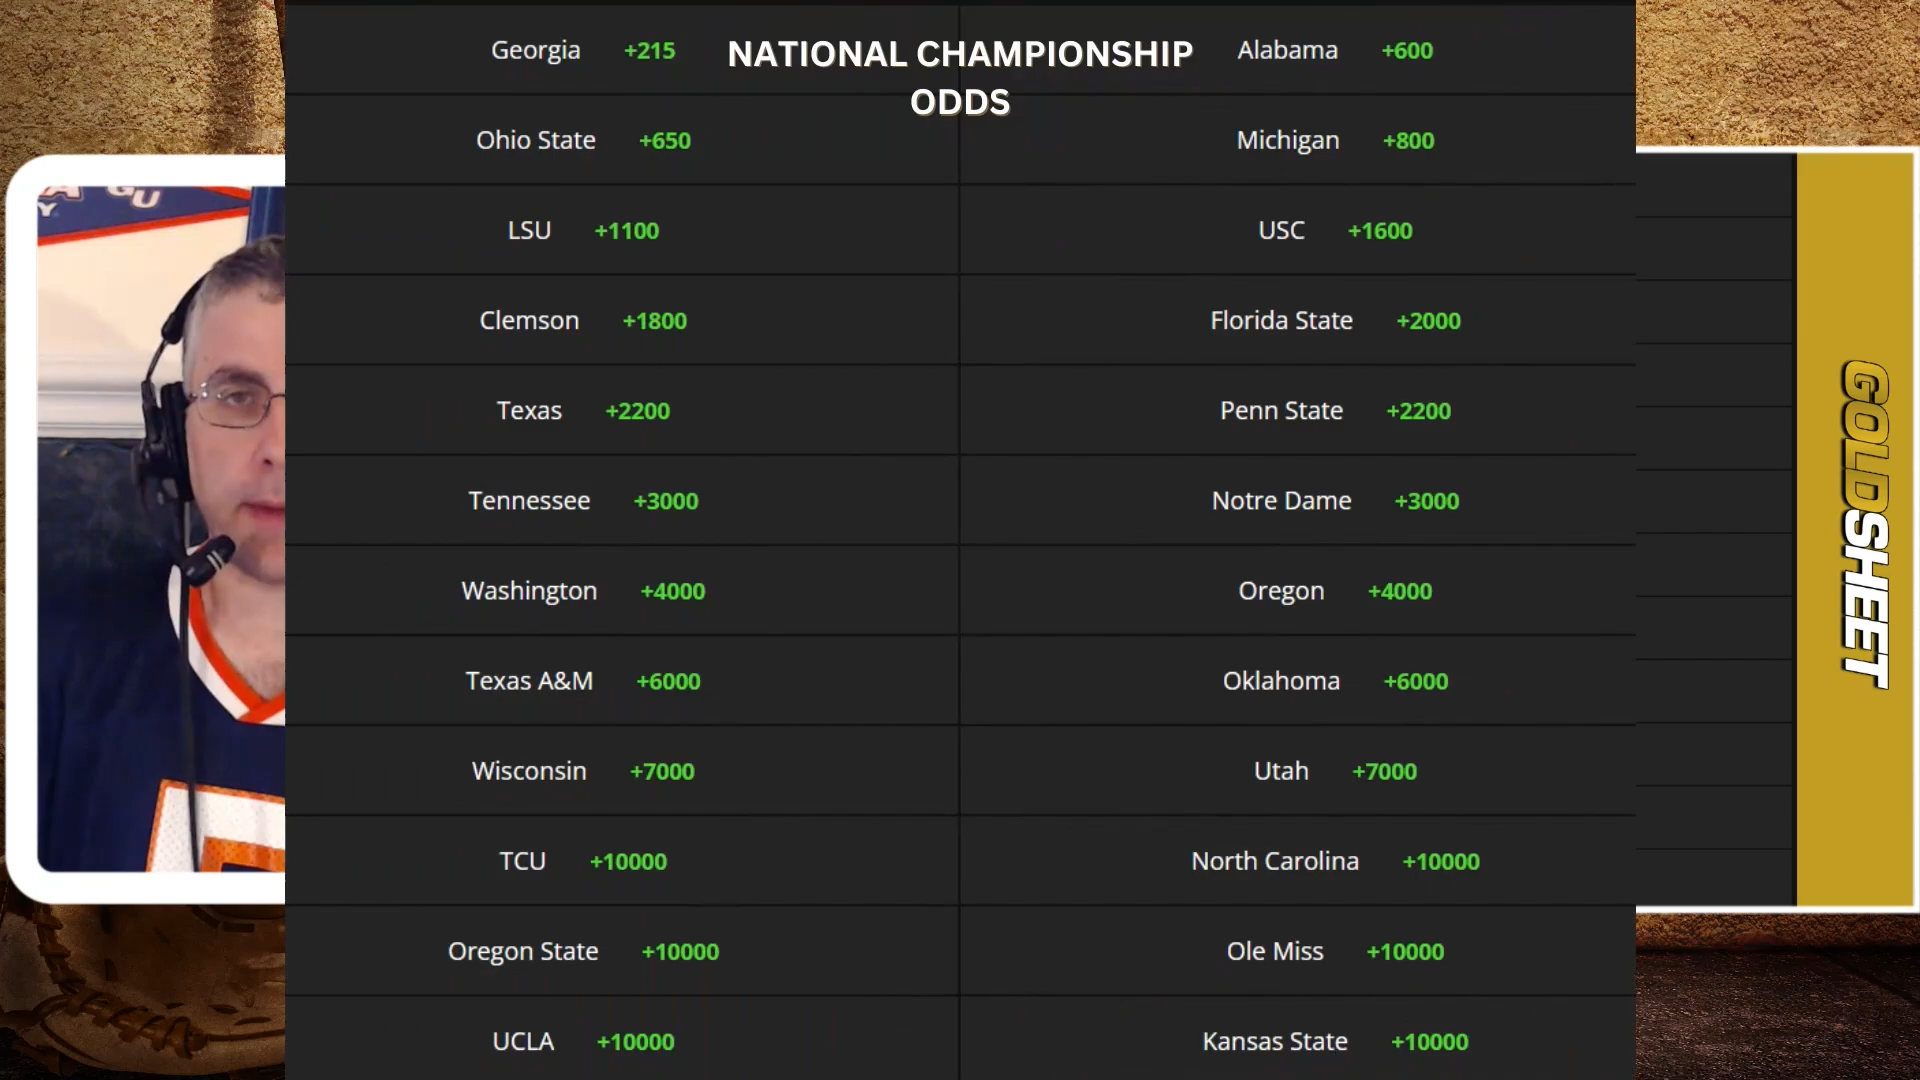 Georgia +215
NATIONAL CHAMPIONSHIP
ODDS
Alabama +600
Ohio State +650
Michigan +800
LSU +1100
USC +1600
Clemson +1800
Florida State +2000
Texas +2200
Penn State +2200
Tennessee +3000
Notre Dame +3000
Washington +4000
Oregon +4000
Texas A&M +6000
Oklahoma +6000
Wisconsin +7000
Utah +7000
TCU +10000
North Carolina +10000
Oregon State +10000
Ole Miss +10000
UCLA +10000
Kansas State +10000
GU
GOLDSHEET